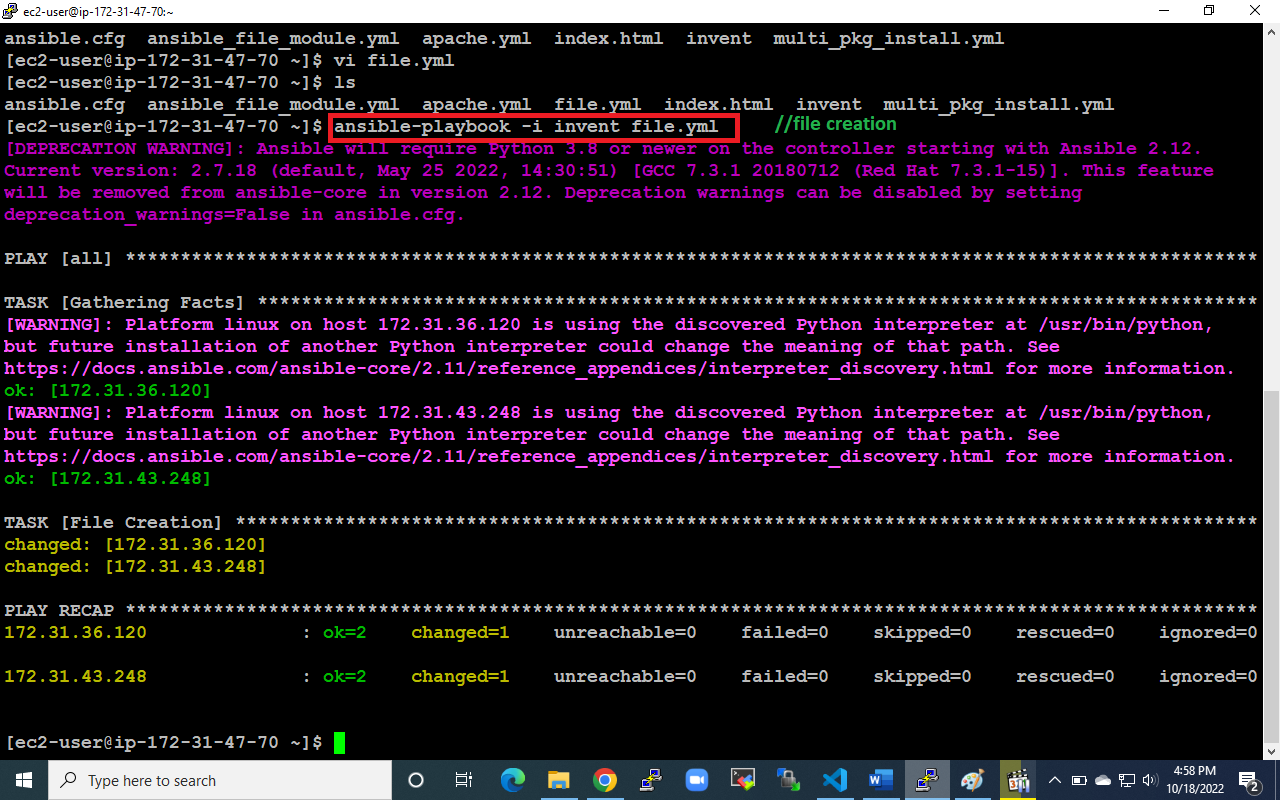 ec2-user@ip-172-31-47-70:~
ansible.cfg  ansible_file_module.yml  apache.yml  index.html  invent  multi_pkg_install.yml
[ec2-user@ip-172-31-47-70 ~]$ vi file.yml
[ec2-user@ip-172-31-47-70 ~]$ ls
ansible.cfg  ansible_file_module.yml  apache.yml  file.yml  index.html  invent  multi_pkg_install.yml
[ec2-user@ip-172-31-47-70 ~]$ ansible-playbook -i invent file.yml //file creation
[DEPRECATION WARNING]: Ansible will require Python 3.8 or newer on the controller starting with Ansible 2.12.
Current version: 2.7.18 (default, May 25 2022, 14:30:51) [GCC 7.3.1 20180712 (Red Hat 7.3.1-15)]. This feature
will be removed from ansible-core in version 2.12. Deprecation warnings can be disabled by setting
deprecation_warnings=False in ansible.cfg.
PLAY [all] *******************************************************************************************************
TASK [Gathering Facts] *******************************************************************************************
[WARNING]: Platform linux on host 172.31.36.120 is using the discovered Python interpreter at /usr/bin/python,
but future installation of another Python interpreter could change the meaning of that path. See
https://docs.ansible.com/ansible-core/2.11/reference_appendices/interpreter_discovery.html for more information.
ok: [172.31.36.120]
[WARNING]: Platform linux on host 172.31.43.248 is using the discovered Python interpreter at /usr/bin/python,
but future installation of another Python interpreter could change the meaning of that path. See
https://docs.ansible.com/ansible-core/2.11/reference_appendices/interpreter_discovery.html for more information.
ok: [172.31.43.248]
TASK [File Creation] *********************************************************************************************
changed: [172.31.36.120]
changed: [172.31.43.248]
PLAY RECAP *******************************************************************************************************
172.31.36.120              : ok=2    changed=1    unreachable=0    failed=0    skipped=0    rescued=0    ignored=0
172.31.43.248              : ok=2    changed=1    unreachable=0    failed=0    skipped=0    rescued=0    ignored=0
[ec2-user@ip-172-31-47-70 ~]$
Type here to search
4:58 PM
10/18/2022
2